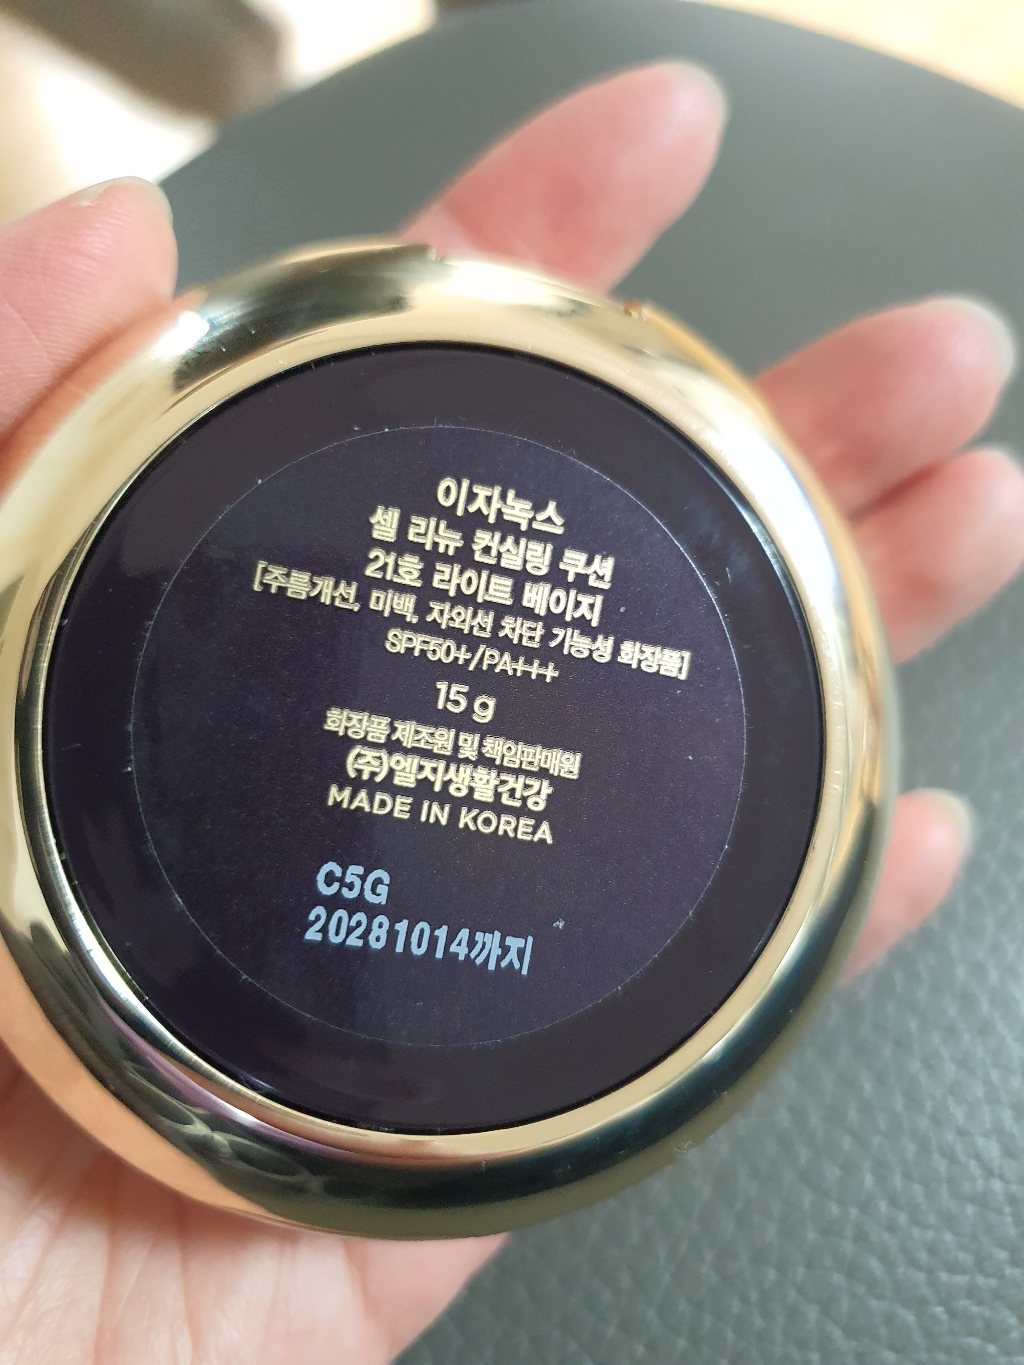 이자녹스
셀 리뉴 컨실링 쿠션
21호 라이트 베이지
[주름개선, 미백, 자외선 차단 기능성 화장품]
SPF50+/PA+++
15 g
화장품 제조원 및 책임판매원
(주)엘지생활건강
MADE IN KOREA
C5G
20281014까지